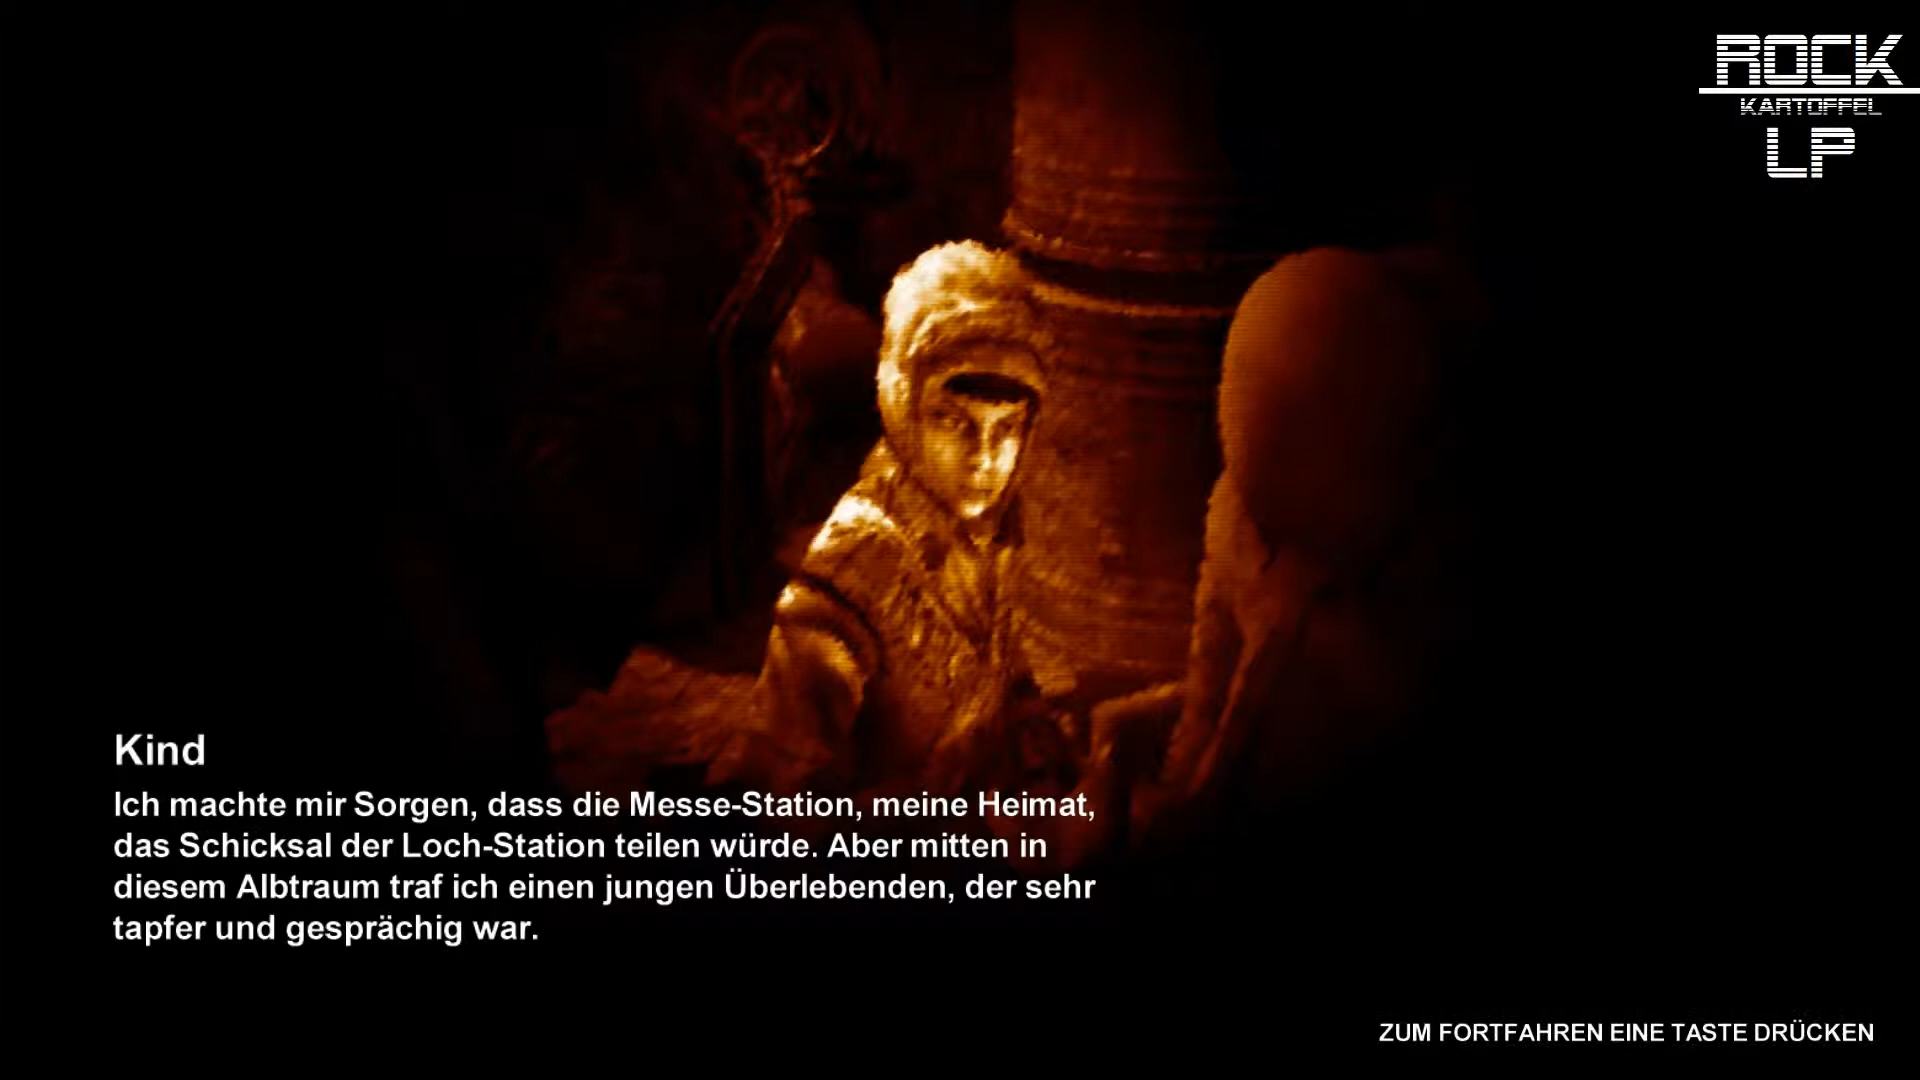 ROCK
KARTOFFEL
LP
Kind
Ich machte mir Sorgen, dass die Messe-Station, meine Heimat,
das Schicksal der Loch-Station teilen würde. Aber mitten in
diesem Albtraum traf ich einen jungen Überlebenden, der sehr
tapfer und gesprächig war.
ZUM FORTFAHREN EINE TASTE DRÜCKEN